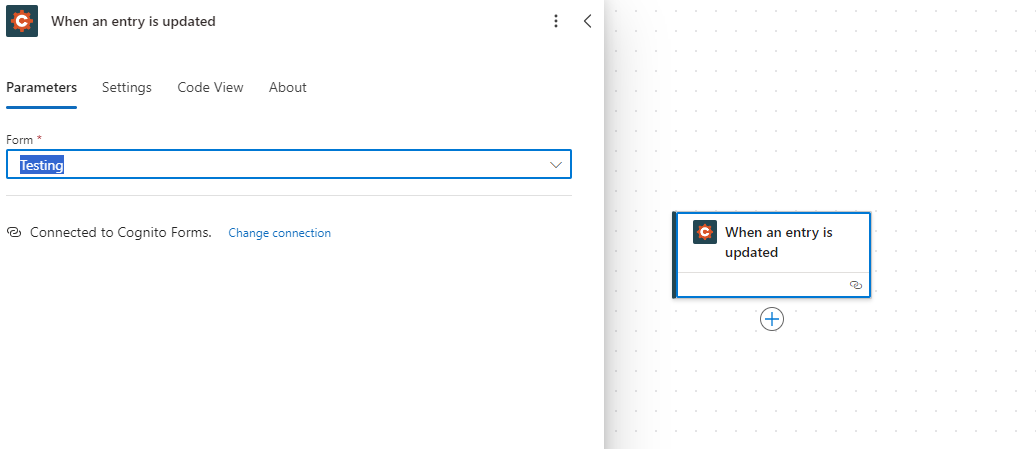 When an entry is updated
Parameters
Settings
Code View
About
Form *
Testing
Connected to Cognito Forms.
Change connection
When an entry is
updated